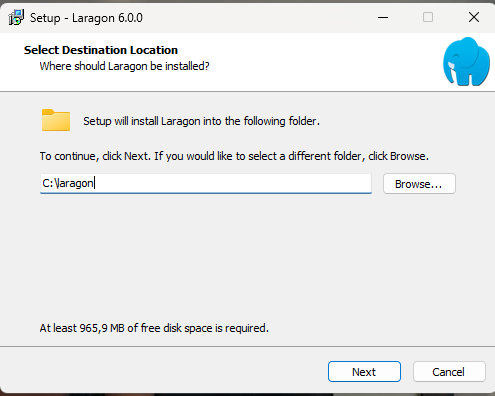 Setup - Laragon 6.0.0
Select Destination Location
Where should Laragon be installed?
Setup will install Laragon into the following folder.
To continue, click Next. If you would like to select a different folder, click Browse.
C:\laragon
Browse...
At least 965,9 MB of free disk space is required.
Next
Cancel